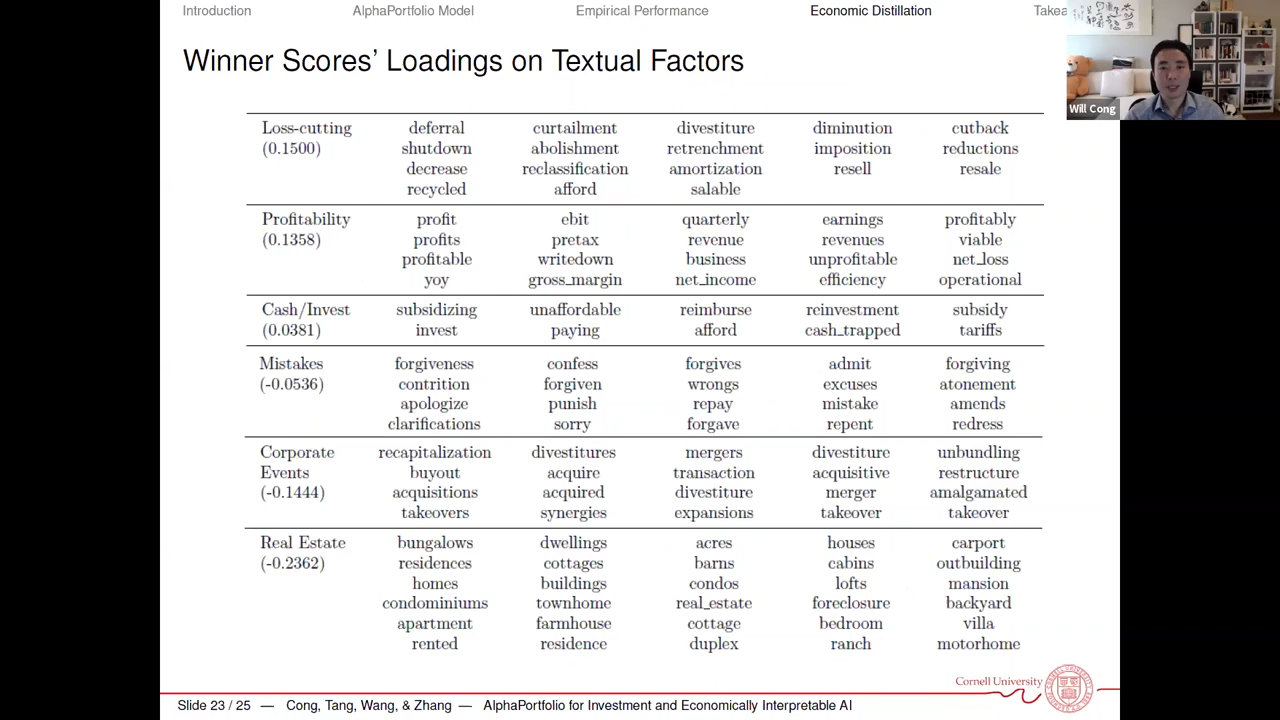 Introduction AlphaPortfolio Model Empirical Performance Economic Distillation Takea
Winner Scores' Loadings on Textual Factors
Will Cong
Loss-cutting deferral curtailment divestiture diminution cutback
(0.1500) shutdown abolishment retrenchment imposition reductions
decrease reclassification amortization resell resale
recycled afford salable
Profitability profit ebit quarterly earnings profitably
(0.1358) profits pretax revenue revenues viable
profitable writedown business unprofitable net_loss
yoy gross_margin net_income efficiency operational
Cash/Invest subsidizing unaffordable reimburse reinvestment subsidy
(0.0381) invest paying afford cash_trapped tariffs
Mistakes forgiveness confess forgives admit forgiving
(-0.0536) contrition forgiven wrongs excuses atonement
apologize punish repay mistake amends
clarifications sorry forgave repent redress
Corporate recapitalization divestitures mergers divestiture unbundling
Events buyout acquire transaction acquisitive restructure
(-0.1444) acquisitions acquired divestiture merger amalgamated
takeovers synergies expansions takeover takeover
Real Estate bungalows dwellings acres houses carport
(-0.2362) residences cottages barns cabins outbuilding
homes buildings condos lofts mansion
condominiums townhome real_estate foreclosure backyard
apartment farmhouse cottage bedroom villa
rented residence duplex ranch motorhome
Cornell University
Slide 23 / 25 — Cong, Tang, Wang, & Zhang — AlphaPortfolio for Investment and Economically Interpretable AI